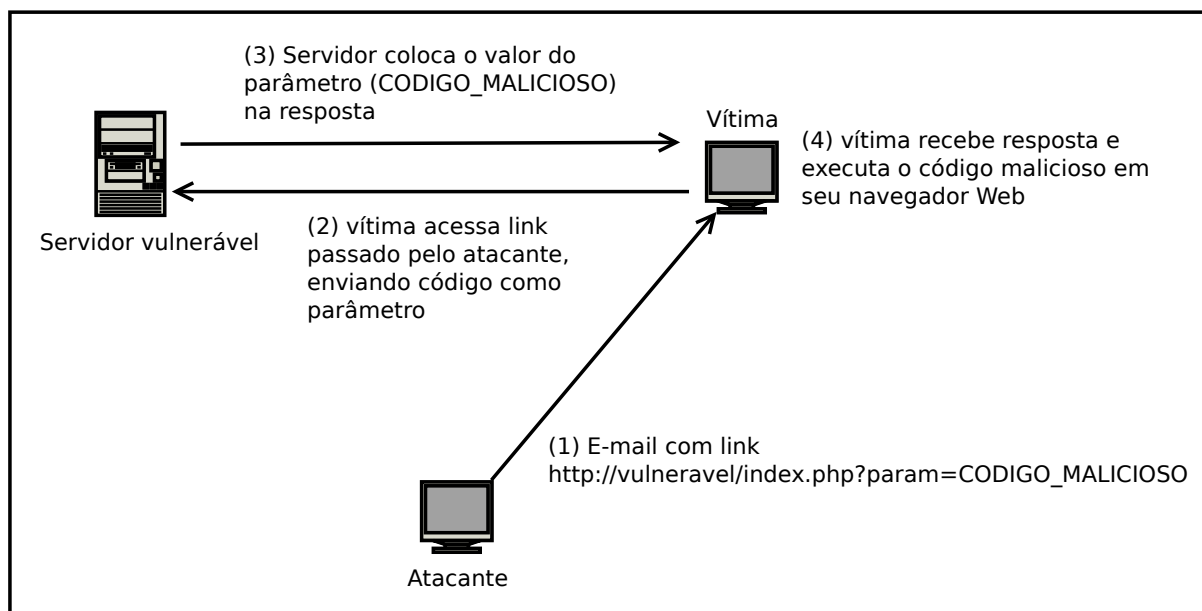 (3) Servidor coloca o valor do
parâmetro (CODIGO_MALICIOSO)
na resposta
Vítima
(4) vítima recebe resposta e
executa o código malicioso em
seu navegador Web
Servidor vulnerável
(2) vítima acessa link
passado pelo atacante,
enviando código como
parâmetro
(1) E-mail com link
http://vulneravel/index.php?param=CODIGO_MALICIOSO
Atacante